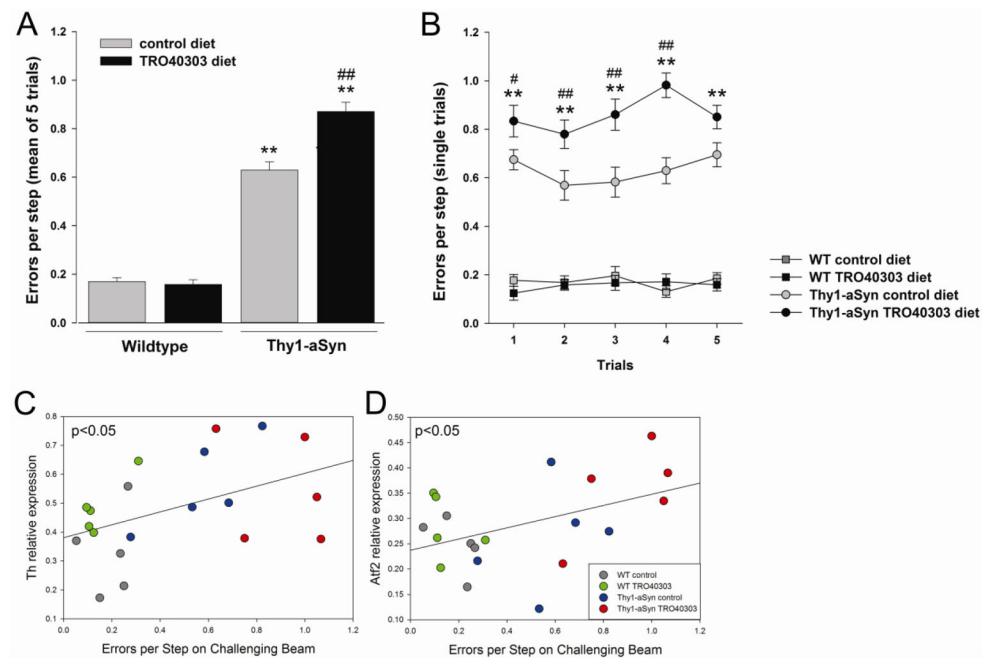 A
B
control diet
TRO40303 diet
##
**
**
Errors per step (mean of 5 trials)
1.2
1.0
0.8
0.6
0.4
0.2
0.0
Wildtype
Thy1-aSyn
#
**
##
**
##
**
##
**
**
Errors per step (single trials)
1.2
1.0
0.8
0.6
0.4
0.2
0.0
1 2 3 4 5
Trials
WT control diet
WT TRO40303 diet
Thy1-aSyn control diet
Thy1-aSyn TRO40303 diet
C
p<0.05
Th relative expression
0.8
0.7
0.6
0.5
0.4
0.3
0.2
0.1
0.0 0.2 0.4 0.6 0.8 1.0 1.2
Errors per Step on Challenging Beam
D
p<0.05
Atf2 relative expression
0.50
0.45
0.40
0.35
0.30
0.25
0.20
0.15
0.10
WT control
WT TRO40303
Thy1-aSyn control
Thy1-aSyn TRO40303
0.0 0.2 0.4 0.6 0.8 1.0 1.2
Errors per Step on Challenging Beam